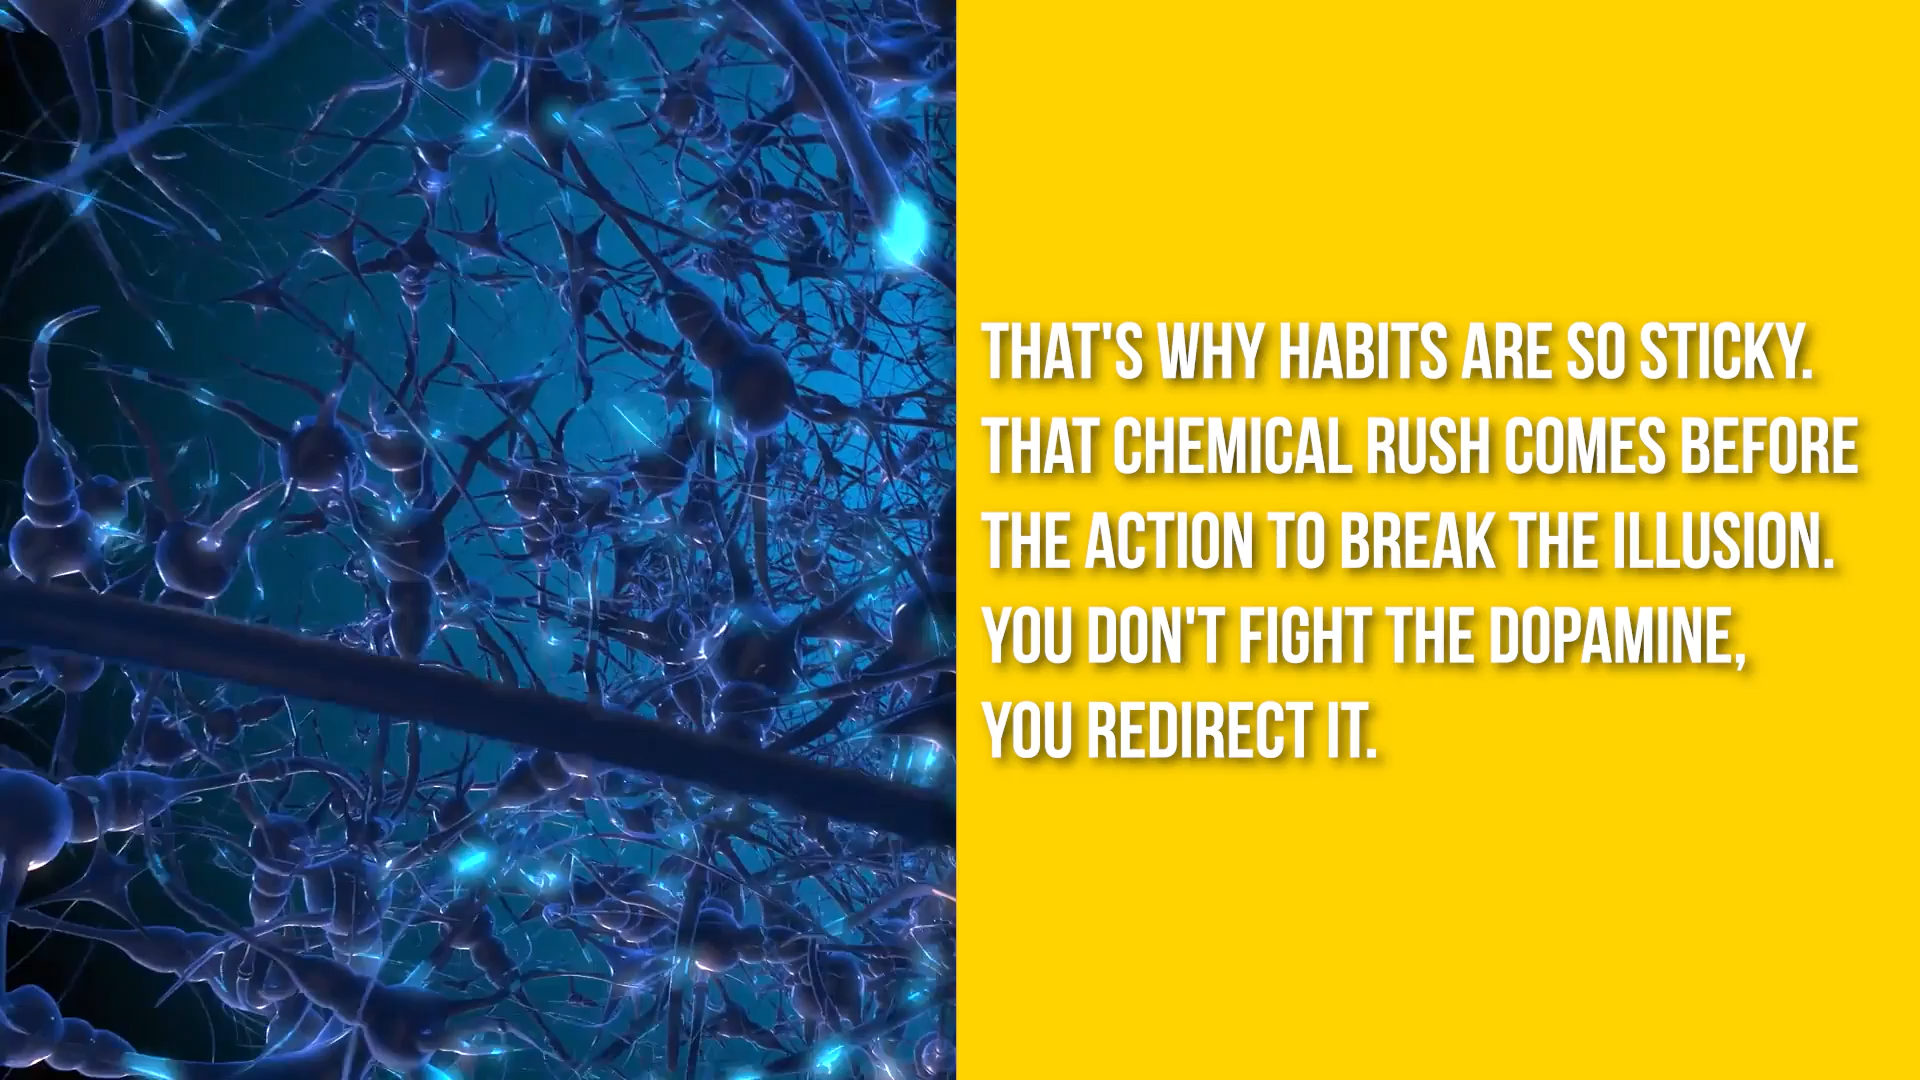 THAT'S WHY HABITS ARE SO STICKY.
THAT CHEMICAL RUSH COMES BEFORE
THE ACTION TO BREAK THE ILLUSION.
YOU DON'T FIGHT THE DOPAMINE,
YOU REDIRECT IT.